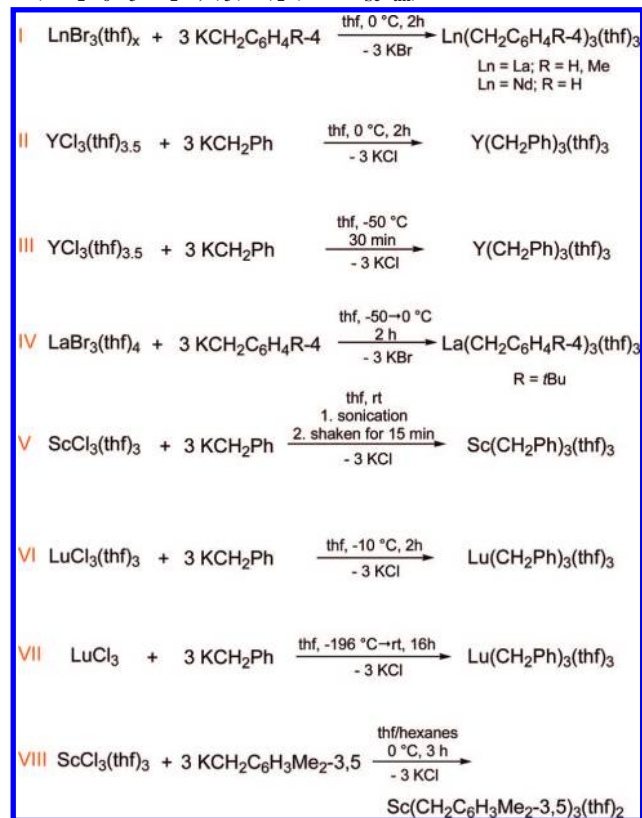 I LnBr₃(thf)ₓ + 3 KCH₂C₆H₄R-4 thf, 0 °C, 2h - 3 KBr Ln(CH₂C₆H₄R-4)₃(thf)₃
Ln = La; R = H, Me
Ln = Nd; R = H
II YCl₃(thf)₃.₅ + 3 KCH₂Ph thf, 0 °C, 2h - 3 KCl Y(CH₂Ph)₃(thf)₃
thf, -50 °C
30 min
III YCl₃(thf)₃.₅ + 3 KCH₂Ph - 3 KCl Y(CH₂Ph)₃(thf)₃
thf, -50→0 °C
2 h
IV LaBr₃(thf)₄ + 3 KCH₂C₆H₄R-4 - 3 KBr La(CH₂C₆H₄R-4)₃(thf)₃
R = tBu
thf, rt
1. sonication
2. shaken for 15 min
V ScCl₃(thf)₃ + 3 KCH₂Ph - 3 KCl Sc(CH₂Ph)₃(thf)₃
VI LuCl₃(thf)₃ + 3 KCH₂Ph thf, -10 °C, 2h - 3 KCl Lu(CH₂Ph)₃(thf)₃
VII LuCl₃ + 3 KCH₂Ph thf, -196 °C→rt, 16h - 3 KCl Lu(CH₂Ph)₃(thf)₃
thf/hexanes
0 °C, 3 h
VIII ScCl₃(thf)₃ + 3 KCH₂C₆H₃Me₂-3,5 - 3 KCl
Sc(CH₂C₆H₃Me₂-3,5)₃(thf)₂